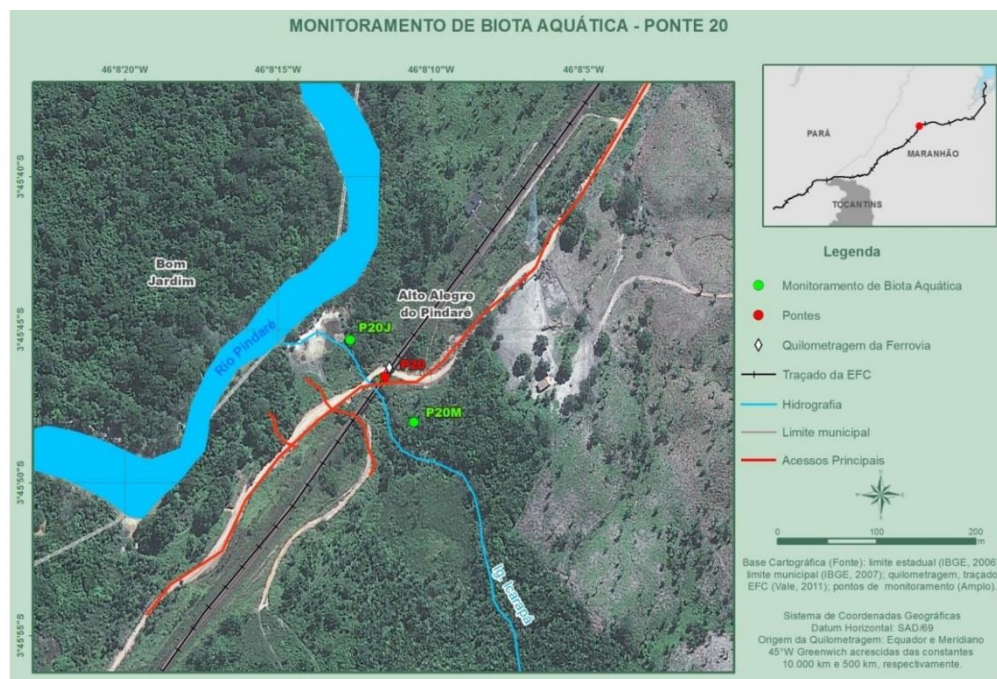 MONITORAMENTO DE BIOTA AQUÁTICA - PONTE 20
46°8'20"W
46°8'15"W
46°8'10"W
46°8'5"W
3°45'40"S
3°45'45"S
3°45'50"S
3°45'55"S
Bom
Jardim
Rio Pindaré
Alto Alegre
do Pindaré
P20J
P20
P20M
PARÁ
MARANHÃO
TOCANTINS
Legenda
Monitoramento de Biota Aquática
Pontes
Quilometragem da Ferrovia
Traçado da EFC
Hidrografia
Limite municipal
Acessos Principais
0
100
200
m
Base Cartográfica (Fonte): limite estadual (IBGE, 2006
limite municipal (IBGE, 2007); quilometragem, traçado
EFC (Vale, 2011); pontos de monitoramento (Amplo).
Sistema de Coordenadas Geográficas
Datum Horizontal: SAD/69
Origem da Quilometragem: Equador e Meridiano
45°W Greenwich acrescidas das constantes
10.000 km e 500 km, respectivamente.